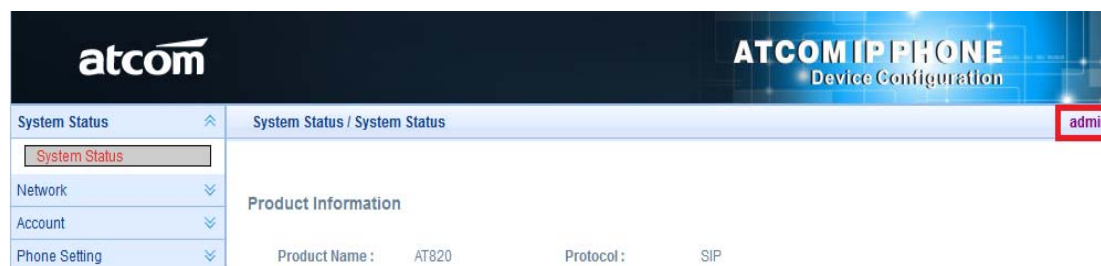 atcom
ATCOM IP PHONE
Device Configuration
System Status
System Status / System Status
admi
System Status
Network
Product Information
Account
Phone Setting
Product Name : AT820 Protocol : SIP